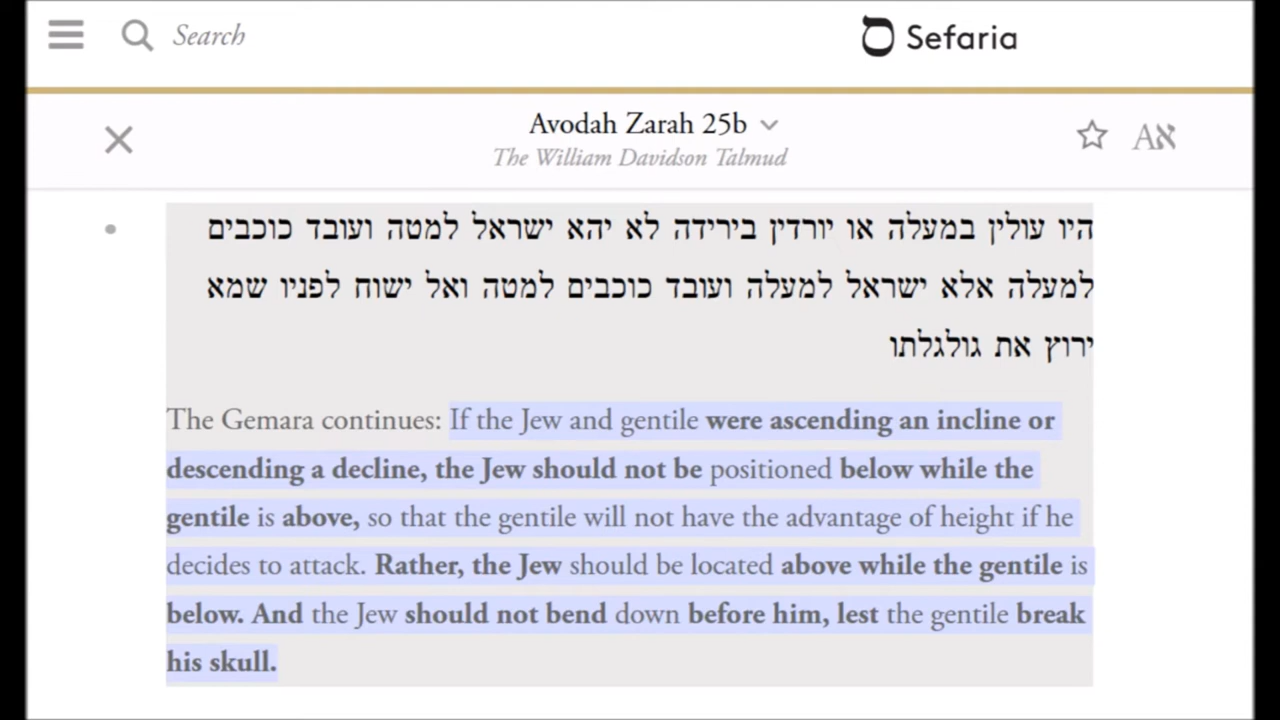 Search
Sefaria
Avodah Zarah 25b
The William Davidson Talmud
Aא
היו עולין במעלה או יורדין בירידה לא יהא ישראל למטה ועובד כוכבים
למעלה אלא ישראל למעלה ועובד כוכבים למטה ואל ישוח לפניו שמא
ירוץ את גולגלתו
The Gemara continues: If the Jew and gentile were ascending an incline or
descending a decline, the Jew should not be positioned below while the
gentile is above, so that the gentile will not have the advantage of height if he
decides to attack. Rather, the Jew should be located above while the gentile is
below. And the Jew should not bend down before him, lest the gentile break
his skull.